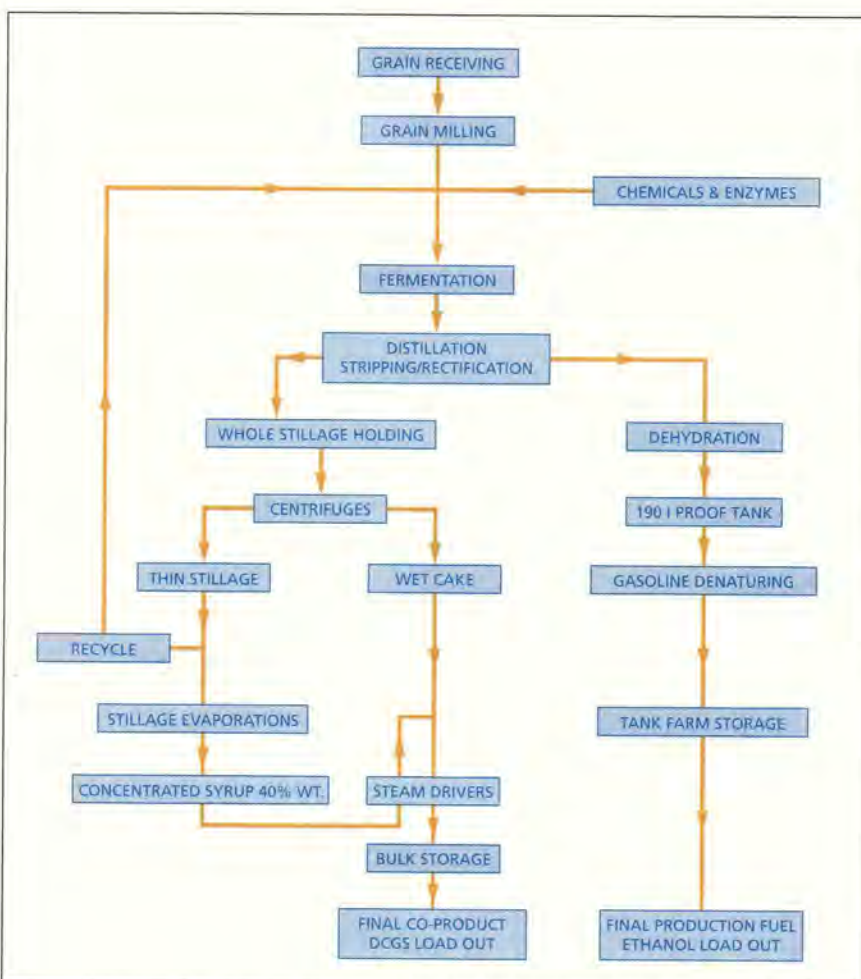 GRAIN RECEIVING
GRAIN MILLING
CHEMICALS & ENZYMES
FERMENTATION
DISTILLATION
STRIPPING/RECTIFICATION
WHOLE STILLAGE HOLDING
DEHYDRATION
CENTRIFUGES
190 I PROOF TANK
THIN STILLAGE
WET CAKE
GASOLINE DENATURING
RECYCLE
STILLAGE EVAPORATIONS
TANK FARM STORAGE
CONCENTRATED SYRUP 40% WT.
STEAM DRIVERS
BULK STORAGE
FINAL CO-PRODUCT
DCGS LOAD OUT
FINAL PRODUCTION FUEL
ETHANOL LOAD OUT